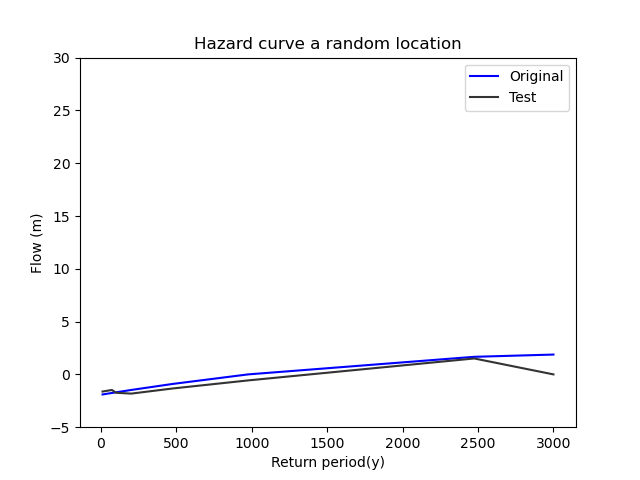 Hazard curve a random location
Original
Test
Flow (m)
30
25
20
15
10
5
0
−5
0 500 1000 1500 2000 2500 3000
Return period(y)